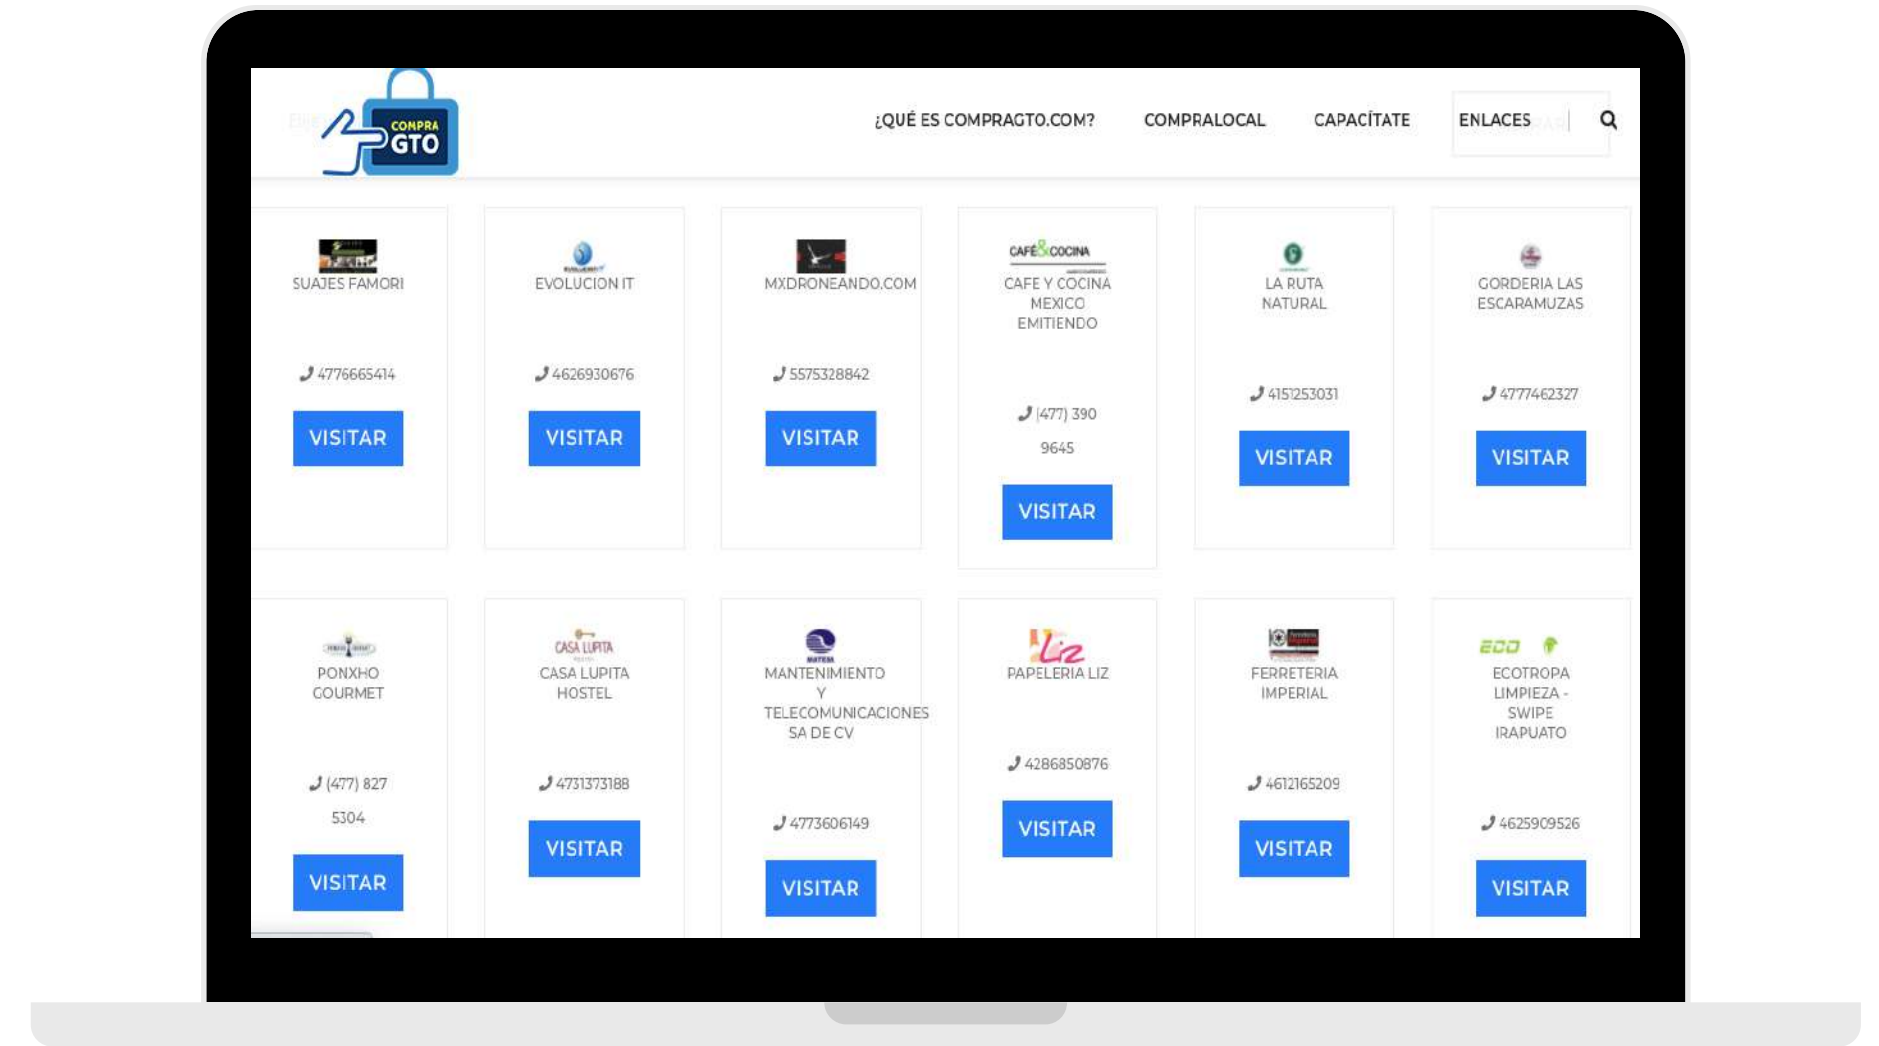 COMPRA
GTO
¿QUÉ ES COMPRAGTO.COM?
COMPRALOCAL
CAPACÍTATE
ENLACES
SUAJES FAMORI
4776665414
VISITAR
EVOLUCION IT
4626930676
VISITAR
MXDRONEANDO.COM
5575328842
VISITAR
CAFÉ&COCINA
CAFE Y COCINA
MEXICO
EMITIENDO
(477) 390
9645
VISITAR
LA RUTA
NATURAL
4151253031
VISITAR
GORDERIA LAS
ESCARAMUZAS
4777462327
VISITAR
PONXHO
GOURMET
(477) 827
5304
VISITAR
CASA LUPITA
CASA LUPITA
HOSTEL
4731373188
VISITAR
MANTENIMIENTO
Y
TELECOMUNICACIONES
SA DE CV
4773606149
VISITAR
Liz
PAPELERIA LIZ
4286850876
VISITAR
FERRETERIA
IMPERIAL
4612165209
VISITAR
ECO
ECOTROPA
LIMPIEZA -
SWIPE
IRAPUATO
4625909526
VISITAR